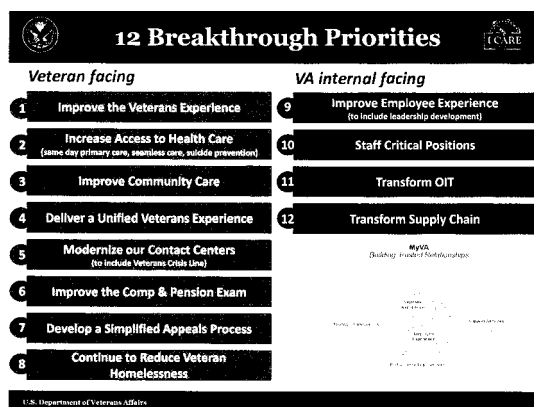 12 Breakthrough Priorities
I CARE
Veteran facing
1 Improve the Veterans Experience
2 Increase Access to Health Care
(same day primary care, seamless care, suicide prevention)
3 Improve Community Care
4 Deliver a Unified Veterans Experience
5 Modernize our Contact Centers
(to include Veterans Crisis Line)
6 Improve the Comp & Pension Exam
7 Develop a Simplified Appeals Process
8 Continue to Reduce Veteran
Homelessness
VA internal facing
9 Improve Employee Experience
(to include leadership development)
10 Staff Critical Positions
11 Transform OIT
12 Transform Supply Chain
MyVA
Building Trusted Relationships
U.S. Department of Veterans Affairs